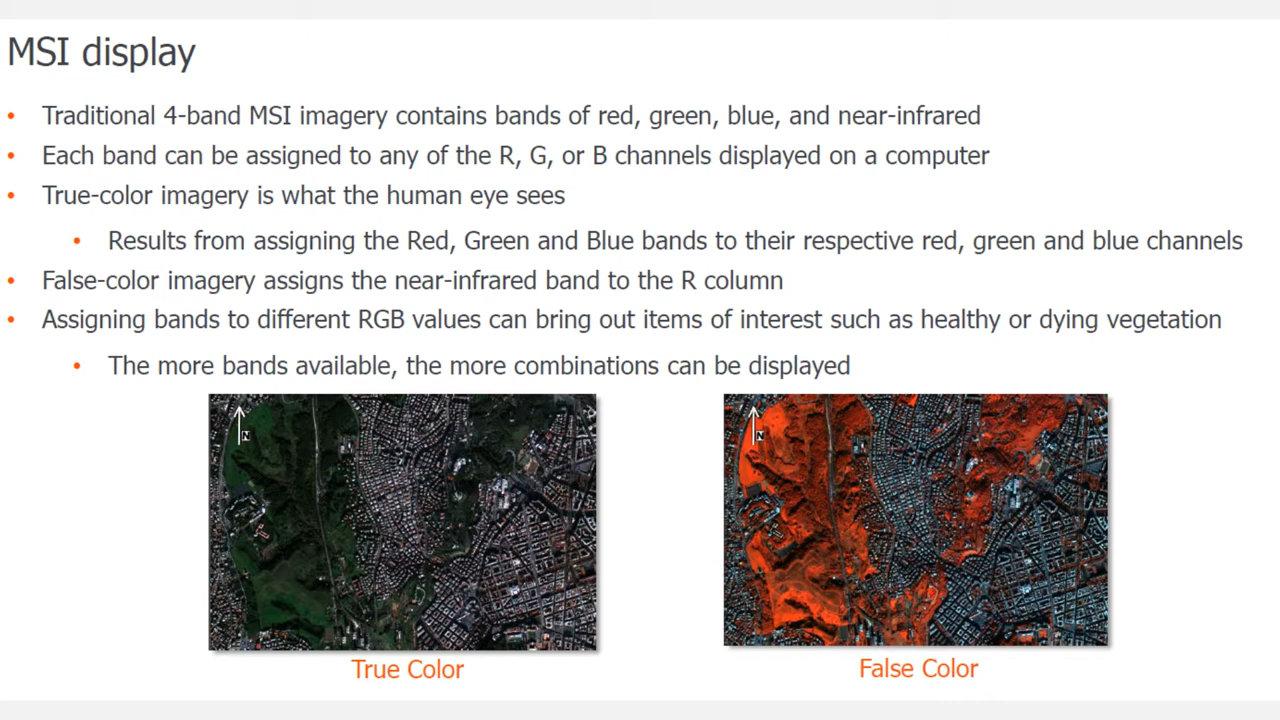 MSI display
• Traditional 4-band MSI imagery contains bands of red, green, blue, and near-infrared
• Each band can be assigned to any of the R, G, or B channels displayed on a computer
• True-color imagery is what the human eye sees
• Results from assigning the Red, Green and Blue bands to their respective red, green and blue channels
• False-color imagery assigns the near-infrared band to the R column
• Assigning bands to different RGB values can bring out items of interest such as healthy or dying vegetation
• The more bands available, the more combinations can be displayed
N
N
True Color
False Color